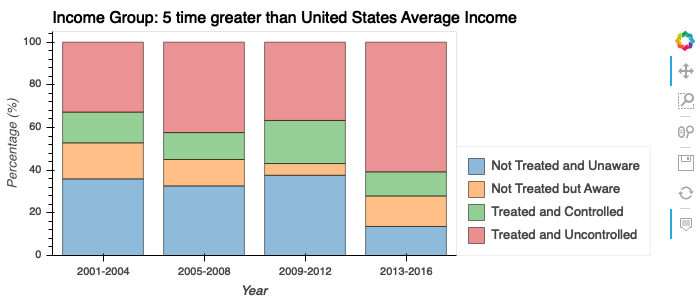 Income Group: 5 time greater than United States Average Income
100
80
60
40
20
0
Percentage (%)
2001-2004 2005-2008 2009-2012 2013-2016
Year
Not Treated and Unaware
Not Treated but Aware
Treated and Controlled
Treated and Uncontrolled